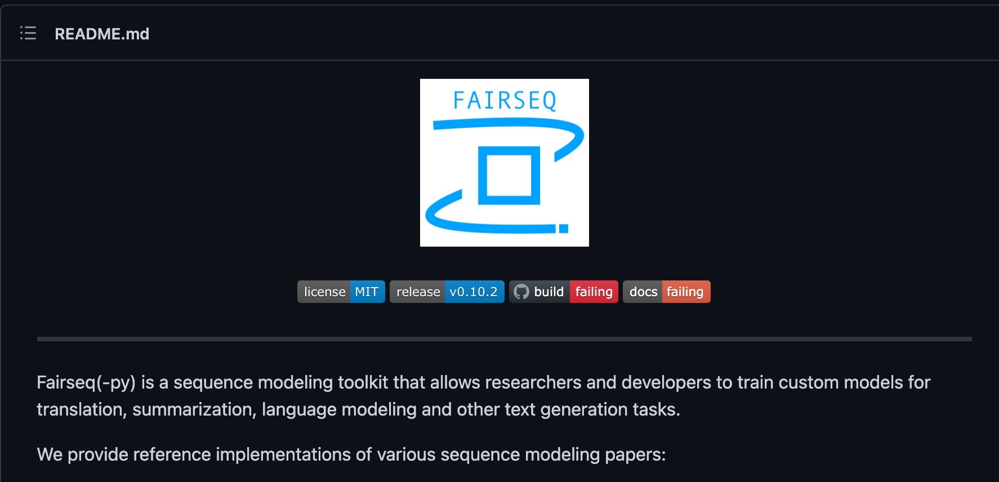 README.md
FAIRSEQ
license MIT release v0.10.2 build failing docs failing
Fairseq(-py) is a sequence modeling toolkit that allows researchers and developers to train custom models for
translation, summarization, language modeling and other text generation tasks.
We provide reference implementations of various sequence modeling papers: